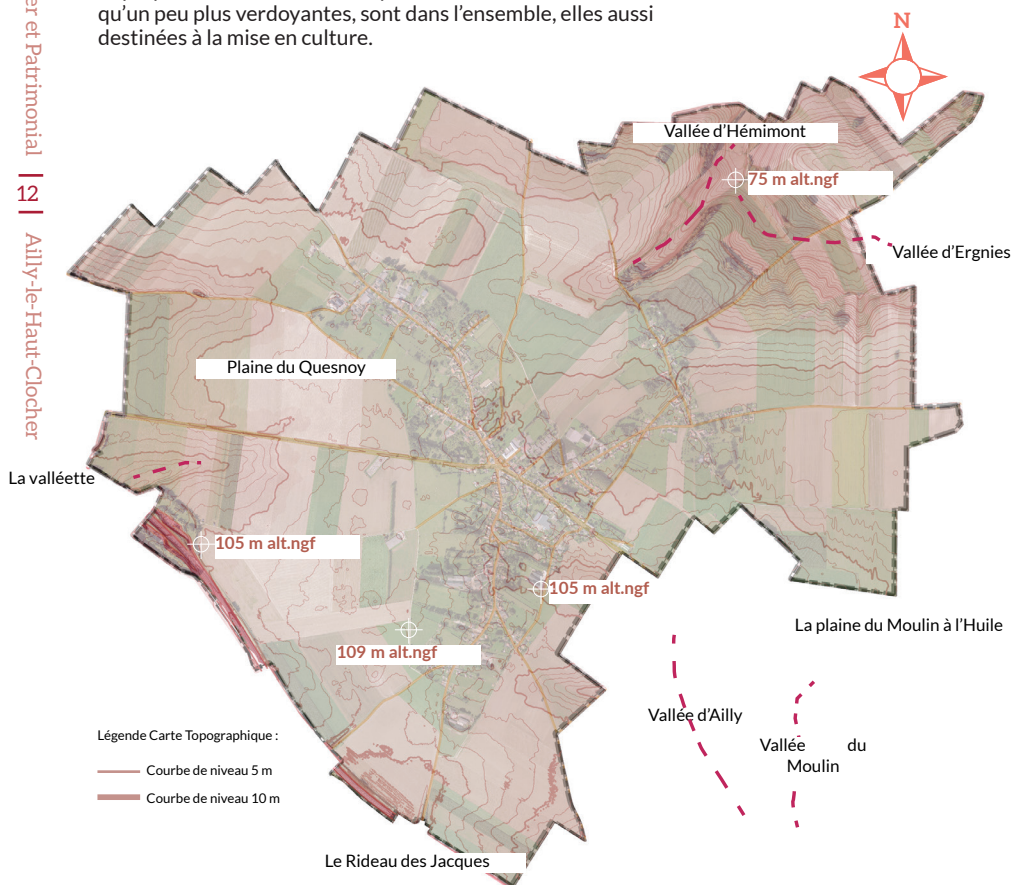 qu’un peu plus verdoyantes, sont dans l’ensemble, elles aussi
destinées à la mise en culture.
et Patrimonial
12
Ailly-le-Haut-Clocher
N
Vallée d’Hémimont
75 m alt.ngf
Vallée d’Ergnies
Plaine du Quesnoy
La valléette
105 m alt.ngf
105 m alt.ngf
109 m alt.ngf
La plaine du Moulin à l’Huile
Vallée d’Ailly
Vallée du
Moulin
Légende Carte Topographique :
Courbe de niveau 5 m
Courbe de niveau 10 m
Le Rideau des Jacques